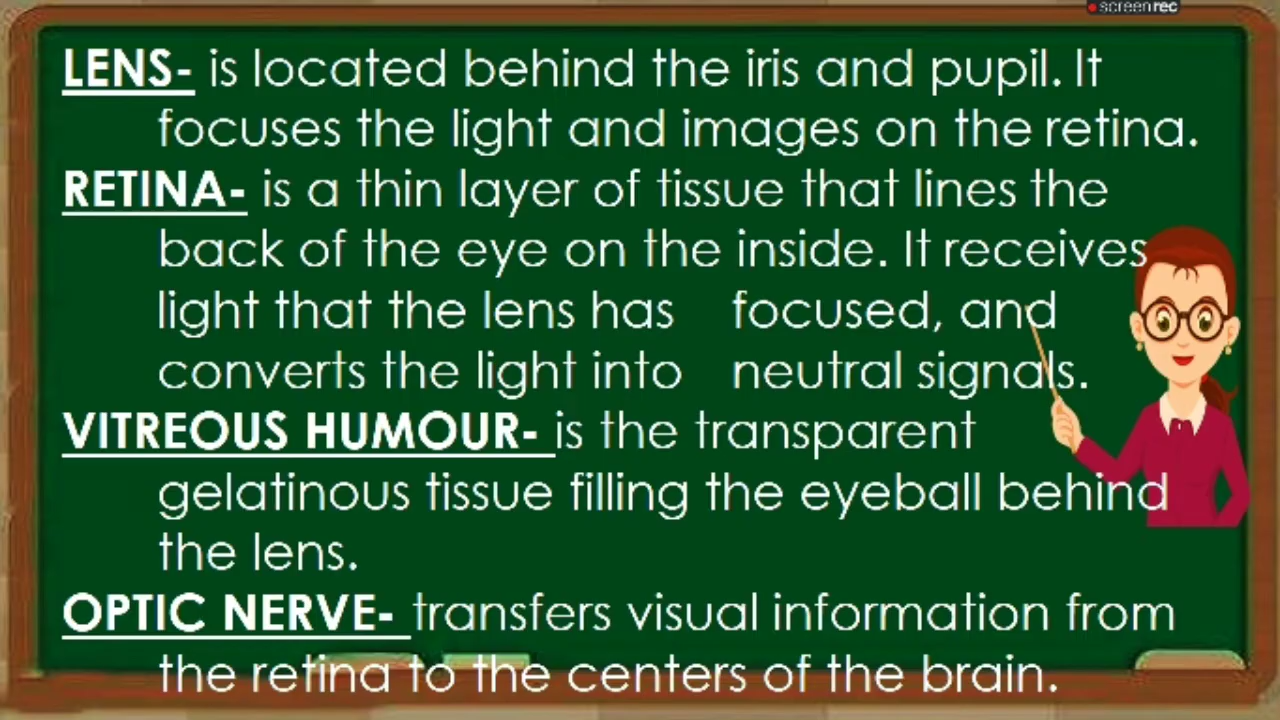 screenrec
LENS- is located behind the iris and pupil. It
focuses the light and images on the retina.
RETINA- is a thin layer of tissue that lines the
back of the eye on the inside. It receives
light that the lens has focused, and
converts the light into neutral signals.
VITREOUS HUMOUR- is the transparent
gelatinous tissue filling the eyeball behind
the lens.
OPTIC NERVE- transfers visual information from
the retina to the centers of the brain.